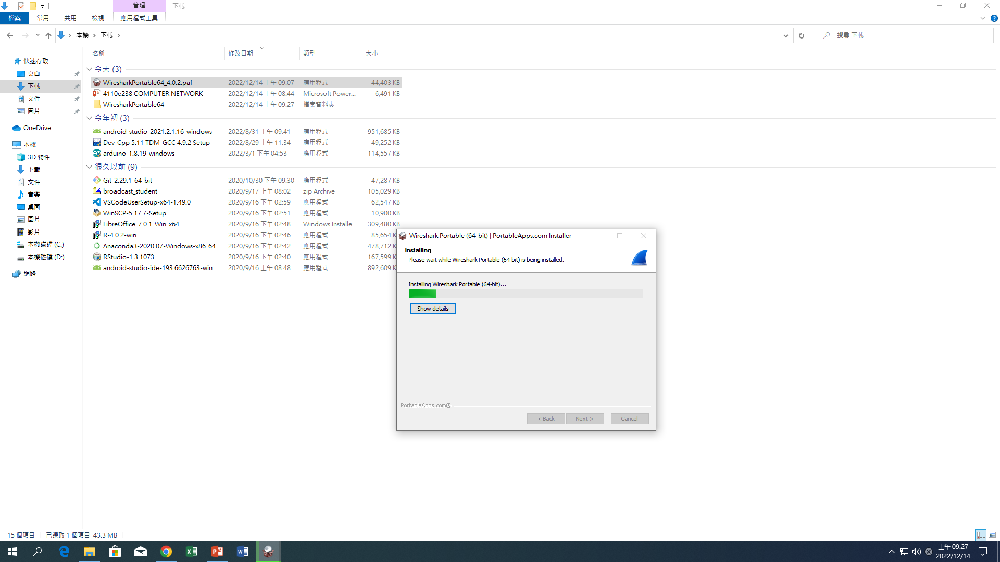 管理
下載
檔案
常用
共用
檢視
應用程式工具
本機
下載
搜尋 下載
名稱
修改日期
類型
大小
快速存取
桌面
下載
文件
圖片
OneDrive
本機
3D 物件
下載
文件
音樂
桌面
圖片
影片
本機磁碟 (C:)
本機磁碟 (D:)
網路
今天 (3)
WiresharkPortable64_4.0.2.paf 2022/12/14 上午 09:07 應用程式 44,403 KB
4110e238 COMPUTER NETWORK 2022/12/14 上午 08:44 Microsoft Power... 6,491 KB
WiresharkPortable64 2022/12/14 上午 09:27 檔案資料夾
今年初 (3)
android-studio-2021.2.1.16-windows 2022/8/31 上午 09:41 應用程式 951,685 KB
Dev-Cpp 5.11 TDM-GCC 4.9.2 Setup 2022/8/29 上午 11:34 應用程式 49,252 KB
arduino-1.8.19-windows 2022/3/1 下午 04:53 應用程式 114,557 KB
很久以前 (9)
Git-2.29.1-64-bit 2020/10/30 下午 09:30 應用程式 47,287 KB
broadcast_student 2020/9/17 上午 08:02 zip Archive 105,029 KB
VSCodeUserSetup-x64-1.49.0 2020/9/16 下午 02:59 應用程式 62,547 KB
WinSCP-5.17.7-Setup 2020/9/16 下午 02:51 應用程式 10,900 KB
LibreOffice_7.0.1_Win_x64 2020/9/16 下午 02:48 Windows Installe... 309,480 KB
R-4.0.2-win 2020/9/16 下午 02:46 應用程式 85,654 K
Anaconda3-2020.07-Windows-x86_64 2020/9/16 下午 02:42 應用程式 478,712 K
RStudio-1.3.1073 2020/9/16 下午 02:40 應用程式 167,599 K
android-studio-ide-193.6626763-win... 2020/9/16 上午 08:48 應用程式 892,609 K
Wireshark Portable (64-bit) | PortableApps.com Installer
Installing
Please wait while Wireshark Portable (64-bit) is being installed.
Installing Wireshark Portable (64-bit)...
Show details
PortableApps.com®
< Back
Next >
Cancel
15 個項目
已選取 1 個項目 43.3 MB
上午 09:27
2022/12/14